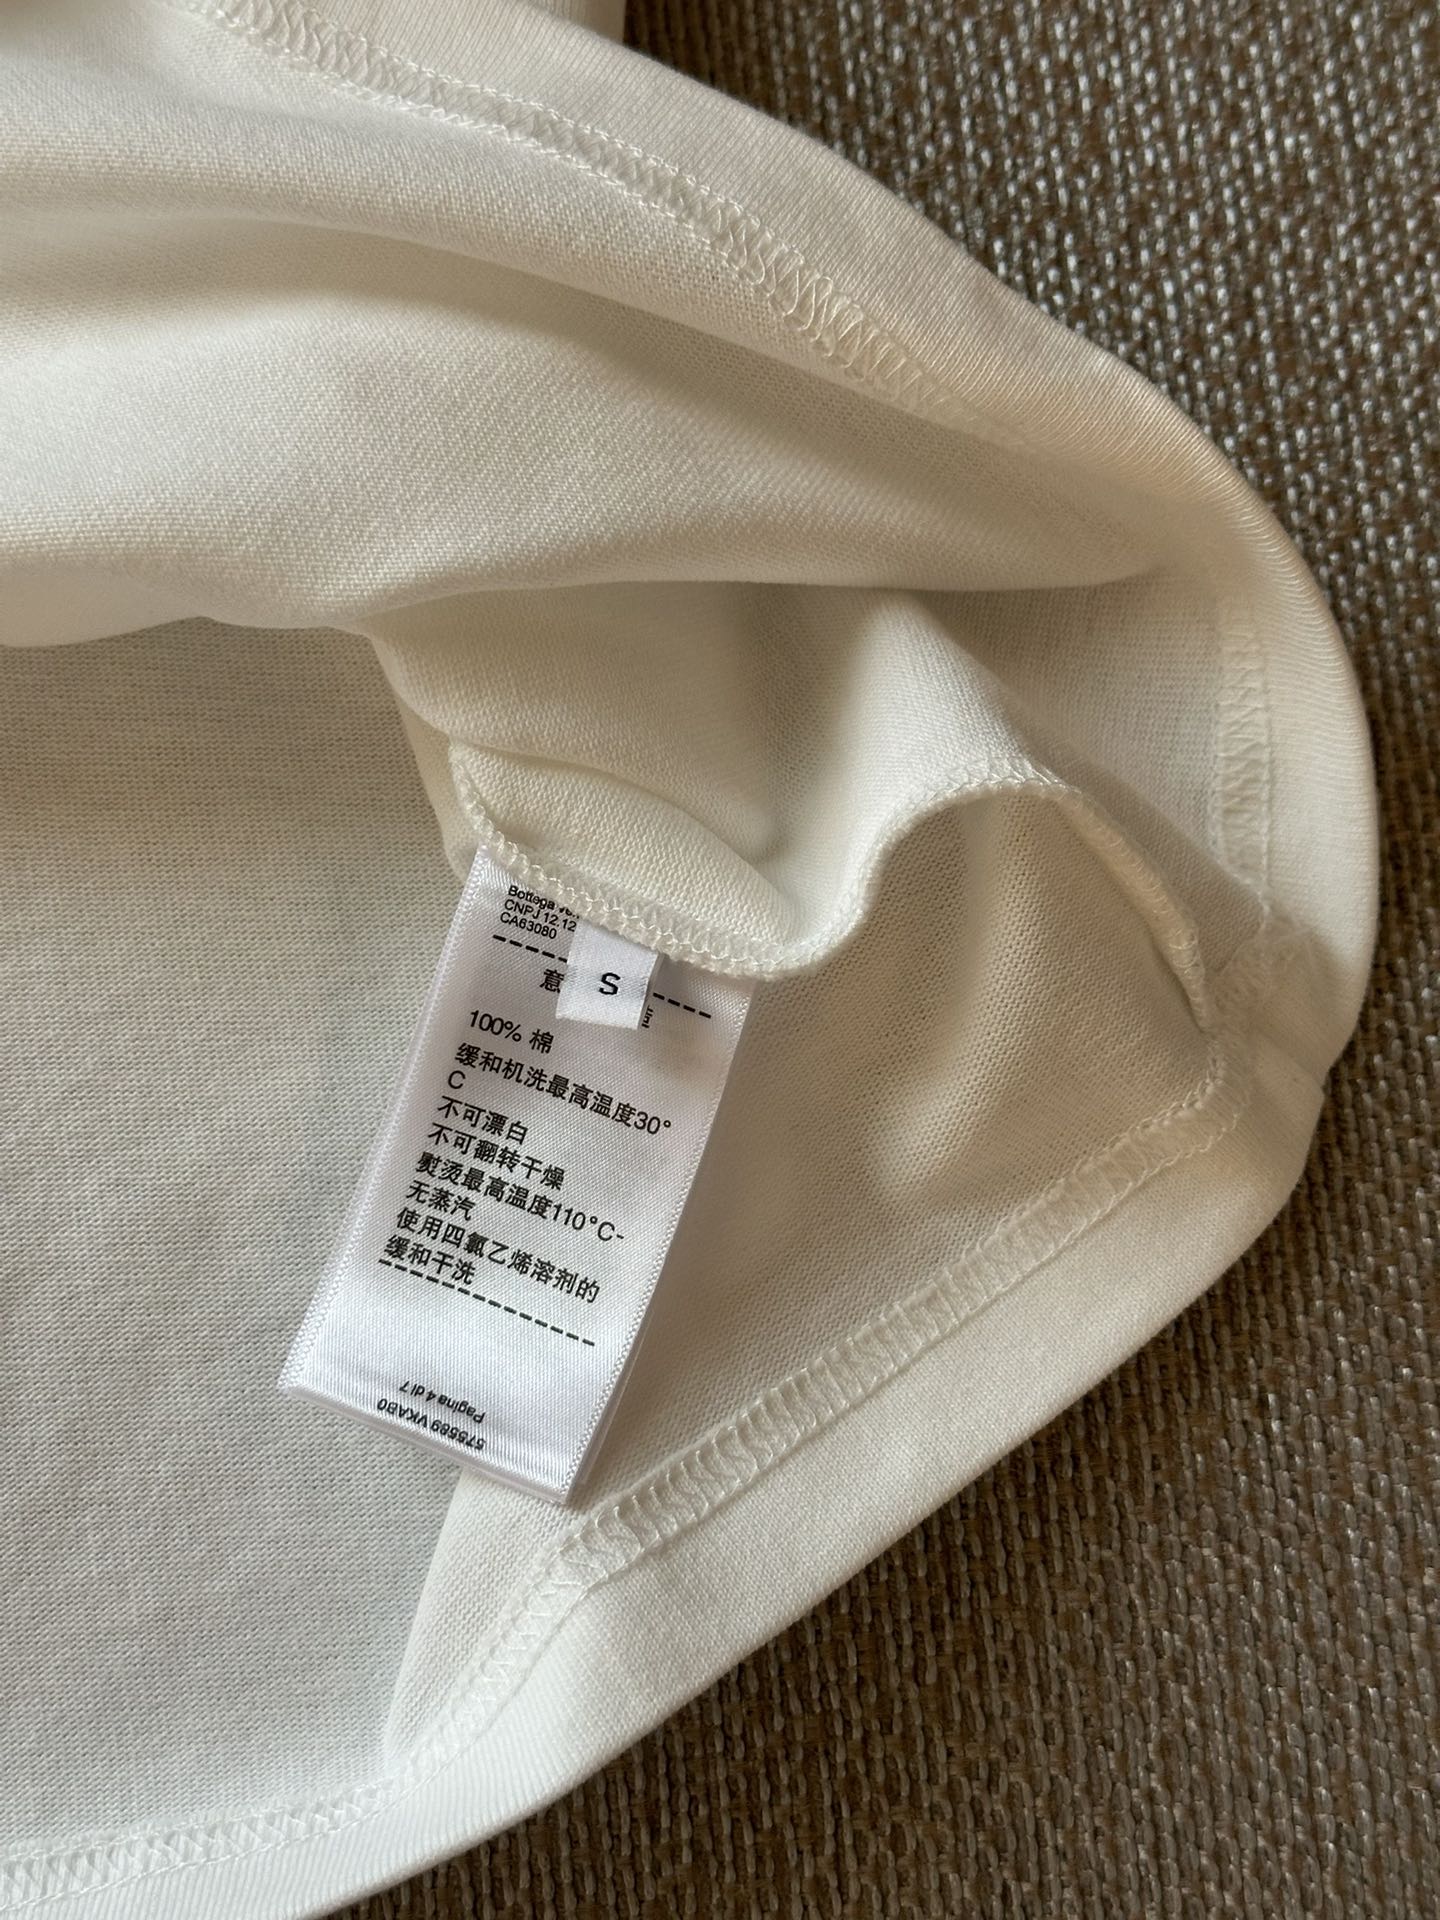 Bottega
CNPJ 12.12
CA63080
意
S
100% 棉
缓和机洗最高温度30°
C
不可漂白
不可翻转干燥
熨烫最高温度110°C-
无蒸汽
使用四氯乙烯溶剂的
缓和干洗
Pagina 4 di 7
575589 VKAB0